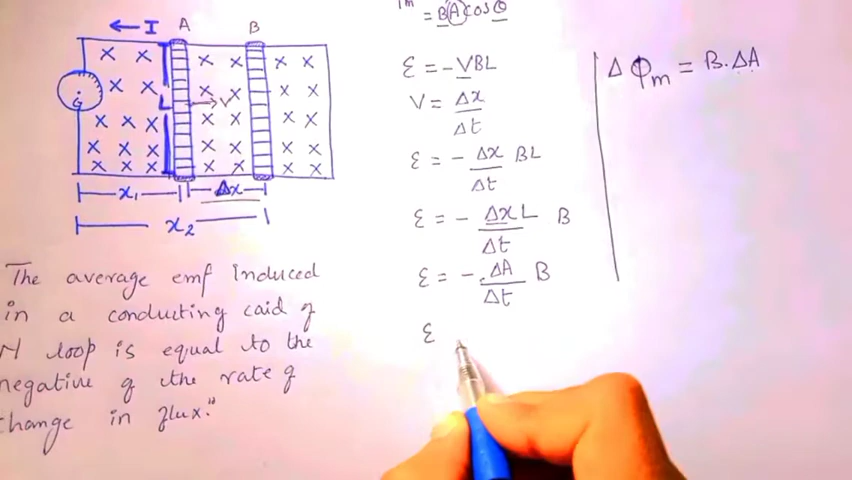 ← I A B
G L → V
x₁ Δx
x₂
The average emf induced
in a conducting caid of
N loop is equal to the
negative of the rate of
change in flux."
= BA cos θ
ε = -VBL
V = Δx/Δt
ε = - Δx/Δt BL
ε = - ΔxL/Δt B
ε = - ΔA/Δt B
ε
Δ ϕm = B.ΔA